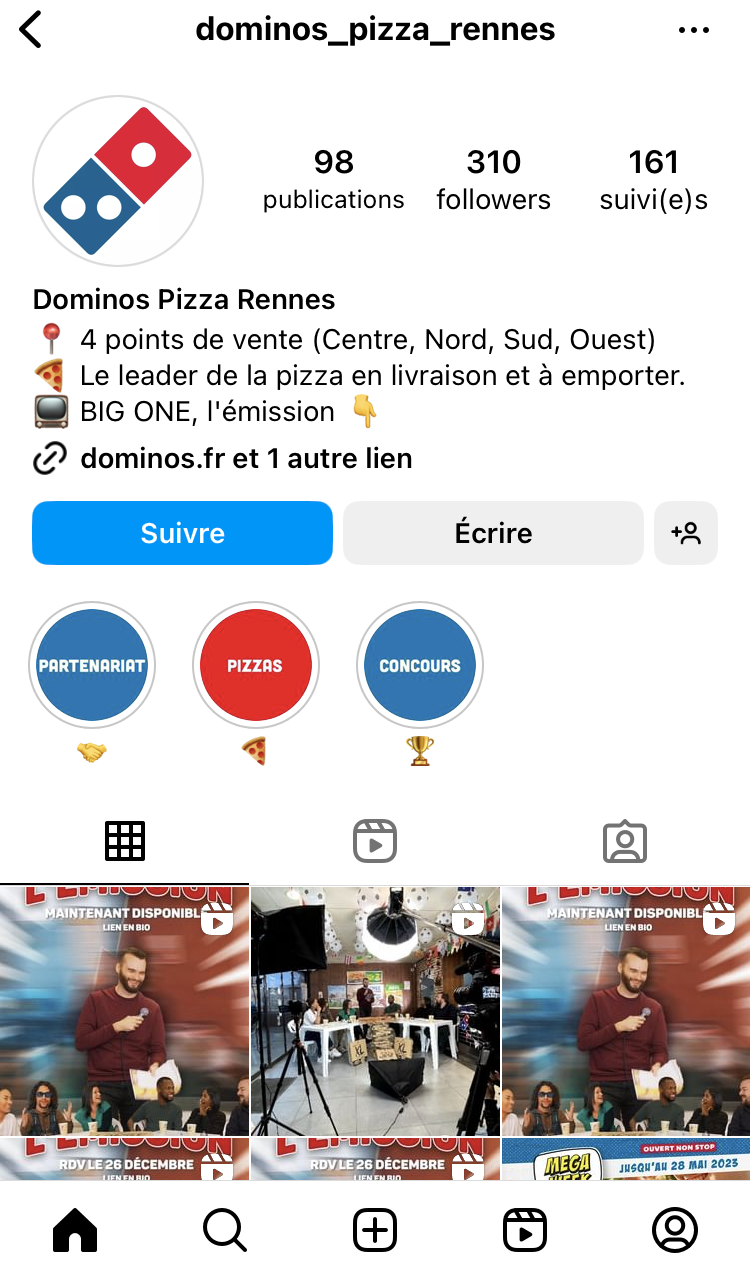 dominos_pizza_rennes
98
publications
310
followers
161
suivi(e)s
Dominos Pizza Rennes
4 points de vente (Centre, Nord, Sud, Ouest)
Le leader de la pizza en livraison et à emporter.
BIG ONE, l'émission
dominos.fr et 1 autre lien
Suivre
Écrire
PARTENARIAT
PIZZAS
CONCOURS
L'ÉMISSION
MAINTENANT DISPONIBL
LIEN EN BIO
XL
XL
L'ÉMISSION
MAINTENANT DISPONIBL
LIEN EN BIO
L'ÉMISSION
RDV LE 26 DÉCEMBRE
LIEN EN BIO
L'ÉMISSION
RDV LE 26 DÉCEMBRE
LIEN EN BIO
OUVERT NON STOP
MEGA
WEEK
JUSQU'AU 28 MAI 2023